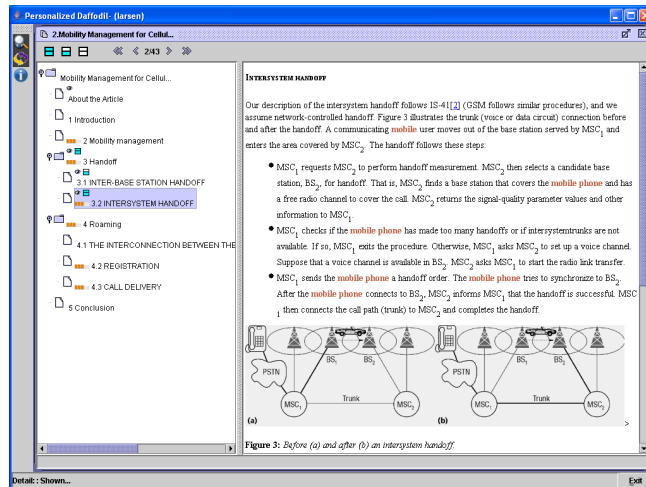 Personalized Daffodil- (larsen)
2.Mobility Management for Cellul...
2/43
Mobility Management for Cellul...
About the Article
1 Introduction
2 Mobility management
3 Handoff
3.1 INTER-BASE STATION HANDOFF
3.2 INTERSYSTEM HANDOFF
4 Roaming
4.1 THE INTERCONNECTION BETWEEN THE
4.2 REGISTRATION
4.3 CALL DELIVERY
5 Conclusion
INTERSYSTEM HANDOFF
Our description of the intersystem handoff follows IS-41[2] (GSM follows similar procedures), and we
assume network-controlled handoff. Figure 3 illustrates the trunk (voice or data circuit) connection before
and after the handoff. A communicating mobile user moves out of the base station served by MSC1 and
enters the area covered by MSC2. The handoff follows these steps:
● MSC1 requests MSC2 to perform handoff measurement. MSC2 then selects a candidate base
station, BS2, for handoff. That is, MSC2 finds a base station that covers the mobile phone and has
a free radio channel to cover the call. MSC2 returns the signal-quality parameter values and other
information to MSC1.
● MSC1 checks if the mobile phone has made too many handoffs or if intersystemtrunks are not
available. If so, MSC1 exits the procedure. Otherwise, MSC1 asks MSC2 to set up a voice channel.
Suppose that a voice channel is available in BS2. MSC2 asks MSC1 to start the radio link transfer.
● MSC1 sends the mobile phone a handoff order. The mobile phone tries to synchronize to BS2.
After the mobile phone connects to BS2, MSC2 informs MSC1 that the handoff is successful. MSC
1 then connects the call path (trunk) to MSC2 and completes the handoff.
BS1 BS2 BS1 BS2
PSTN PSTN
MSC1 Trunk MSC2 MSC1 Trunk MSC2
(a) (b) >
Figure 3: Before (a) and after (b) an intersystem handoff.
Detail: : Shown... Exit